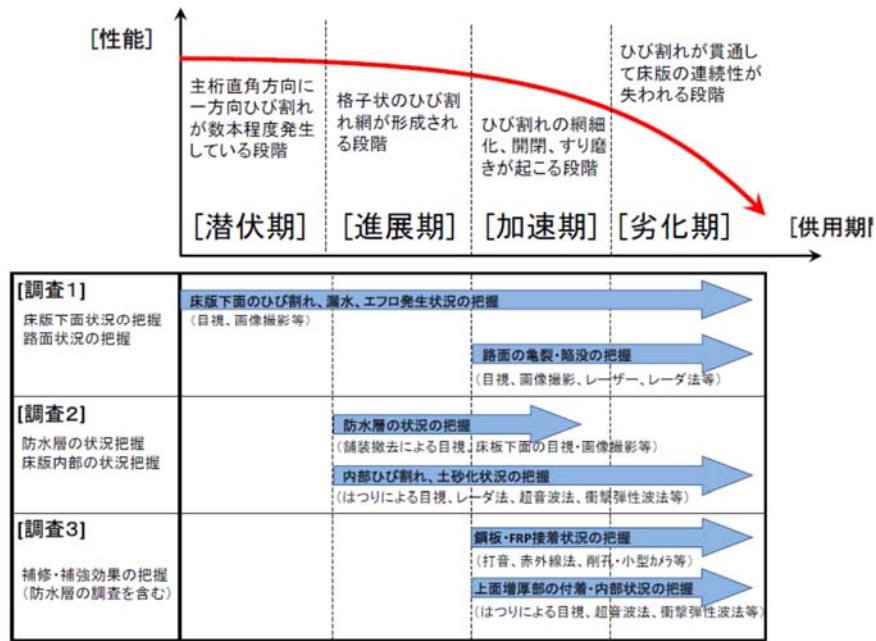 [性能]
主桁直角方向に
一方向ひび割れ
が数本程度発生
している段階
格子状のひび割
れ網が形成され
る段階
ひび割れの網細
化、開閉、すり磨
きが起こる段階
ひび割れが貫通し
て床版の連続性が
失われる段階
[潜伏期]
[進展期]
[加速期]
[劣化期]
[供用期
[調査1]
床版下面状況の把握
路面状況の把握
床版下面のひび割れ、漏水、エフロ発生状況の把握
(目視、画像撮影等)
路面の亀裂・陥没の把握
(目視、画像撮影、レーザー、レーダ法等)
[調査2]
防水層の状況把握
床版内部の状況把握
防水層の状況の把握
(舗装撤去による目視、床板下面の目視・画像撮影等)
内部ひび割れ、土砂化状況の把握
(はつりによる目視、レーダ法、超音波法、衝撃弾性波法等)
[調査3]
補修・補強効果の把握
(防水層の調査を含む)
鋼板・FRP接着状況の把握
(打音、赤外線法、削孔・小型カメラ等)
上面増厚部の付着・内部状況の把握
(はつりによる目視、超音波法、衝撃弾性波法等)